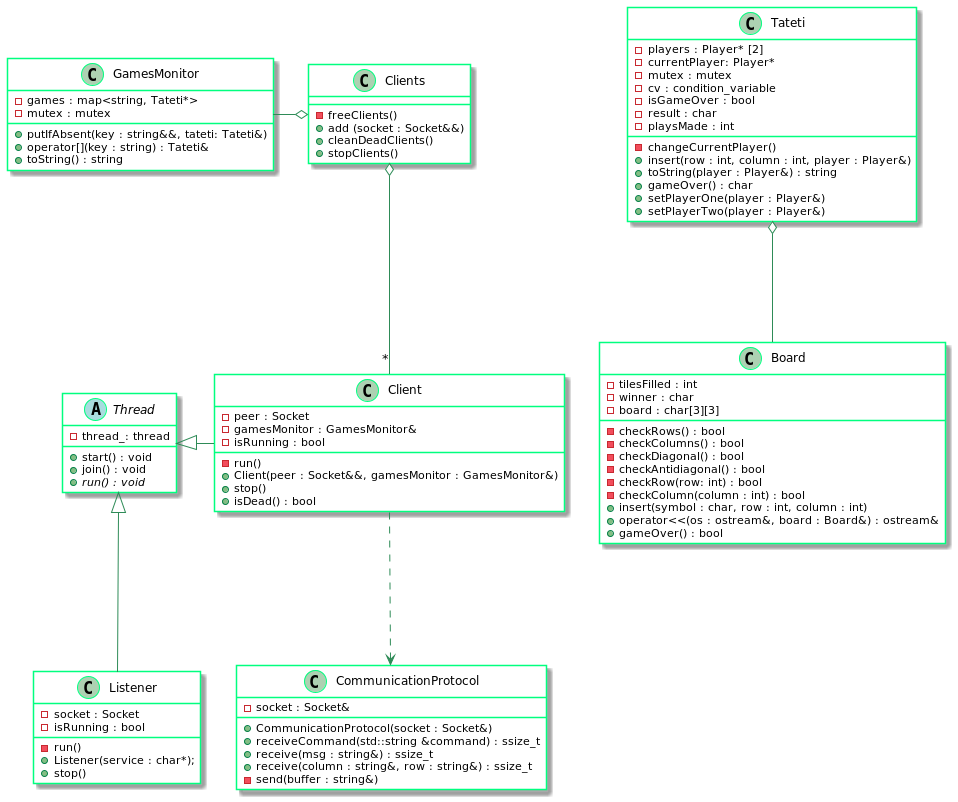 C GamesMonitor
games : map<string, Tateti*>
mutex : mutex
putIfAbsent(key : string&&, tateti: Tateti&)
operator[](key : string) : Tateti&
toString() : string
C Clients
freeClients()
add (socket : Socket&&)
cleanDeadClients()
stopClients()
C Tateti
players : Player* [2]
currentPlayer: Player*
mutex : mutex
cv : condition_variable
isGameOver : bool
result : char
playsMade : int
changeCurrentPlayer()
insert(row : int, column : int, player : Player&)
toString(player : Player&) : string
gameOver() : char
setPlayerOne(player : Player&)
setPlayerTwo(player : Player&)
*
A Thread
thread_: thread
start() : void
join() : void
run() : void
C Client
peer : Socket
gamesMonitor : GamesMonitor&
isRunning : bool
run()
Client(peer : Socket&&, gamesMonitor : GamesMonitor&)
stop()
isDead() : bool
C Board
tilesFilled : int
winner : char
board : char[3][3]
checkRows() : bool
checkColumns() : bool
checkDiagonal() : bool
checkAntidiagonal() : bool
checkRow(row: int) : bool
checkColumn(column : int) : bool
insert(symbol : char, row : int, column : int)
operator<<(os : ostream&, board : Board&) : ostream&
gameOver() : bool
C Listener
socket : Socket
isRunning : bool
run()
Listener(service : char*);
stop()
C CommunicationProtocol
socket : Socket&
CommunicationProtocol(socket : Socket&)
receiveCommand(std::string &command) : ssize_t
receive(msg : string&) : ssize_t
receive(column : string&, row : string&) : ssize_t
send(buffer : string&)